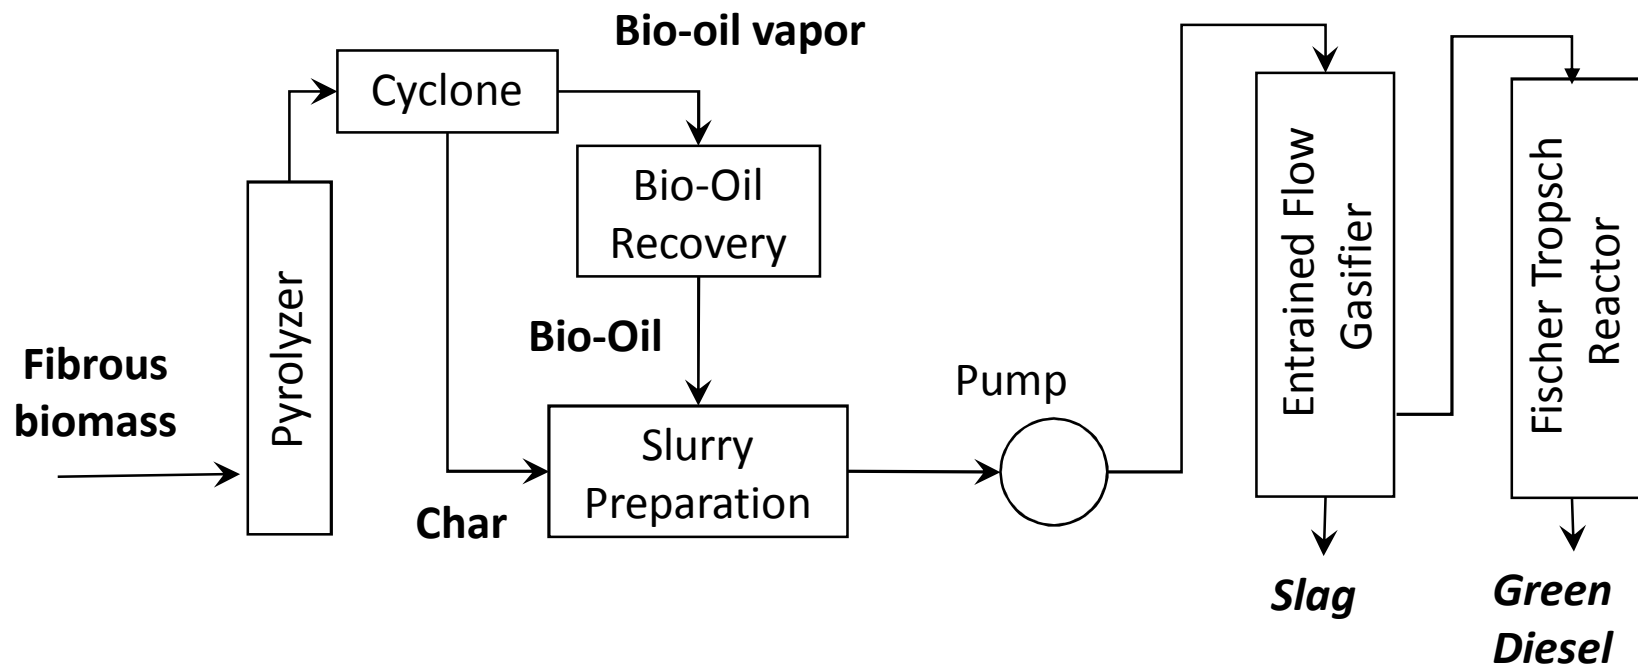 Bio-oil vapor
Cyclone
Bio-Oil
Recovery
Pyrolyzer
Fibrous
biomass
Bio-Oil
Char
Slurry
Preparation
Pump
Entrained Flow
Gasifier
Slag
Fischer Tropsch
Reactor
Green
Diesel